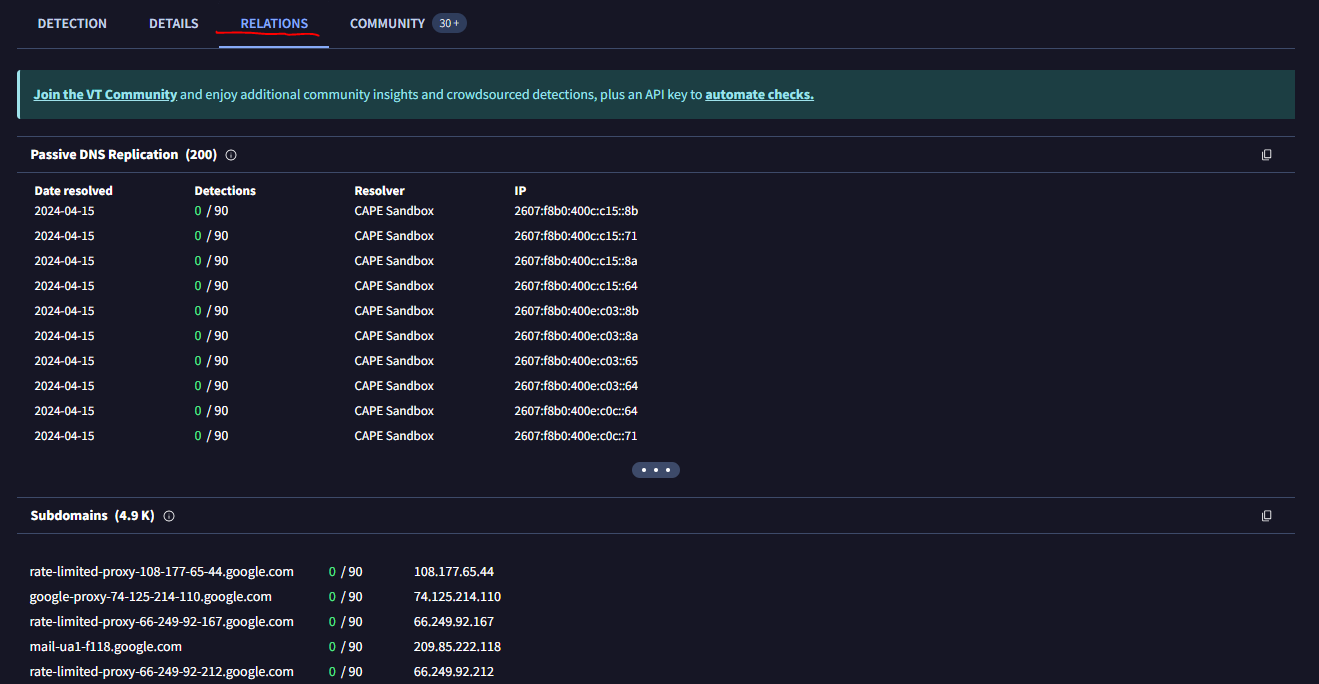 DETECTION DETAILS RELATIONS COMMUNITY 30+
Join the VT Community and enjoy additional community insights and crowdsourced detections, plus an API key to automate checks.
Passive DNS Replication (200)
Date resolved Detections Resolver IP
2024-04-15 0 / 90 CAPE Sandbox 2607:f8b0:400c:c15::8b
2024-04-15 0 / 90 CAPE Sandbox 2607:f8b0:400c:c15::71
2024-04-15 0 / 90 CAPE Sandbox 2607:f8b0:400c:c15::8a
2024-04-15 0 / 90 CAPE Sandbox 2607:f8b0:400c:c15::64
2024-04-15 0 / 90 CAPE Sandbox 2607:f8b0:400e:c03::8b
2024-04-15 0 / 90 CAPE Sandbox 2607:f8b0:400e:c03::8a
2024-04-15 0 / 90 CAPE Sandbox 2607:f8b0:400e:c03::65
2024-04-15 0 / 90 CAPE Sandbox 2607:f8b0:400e:c03::64
2024-04-15 0 / 90 CAPE Sandbox 2607:f8b0:400e:c0c::64
2024-04-15 0 / 90 CAPE Sandbox 2607:f8b0:400e:c0c::71
Subdomains (4.9 K)
rate-limited-proxy-108-177-65-44.google.com 0 / 90 108.177.65.44
google-proxy-74-125-214-110.google.com 0 / 90 74.125.214.110
rate-limited-proxy-66-249-92-167.google.com 0 / 90 66.249.92.167
mail-ua1-f118.google.com 0 / 90 209.85.222.118
rate-limited-proxy-66-249-92-212.google.com 0 / 90 66.249.92.212